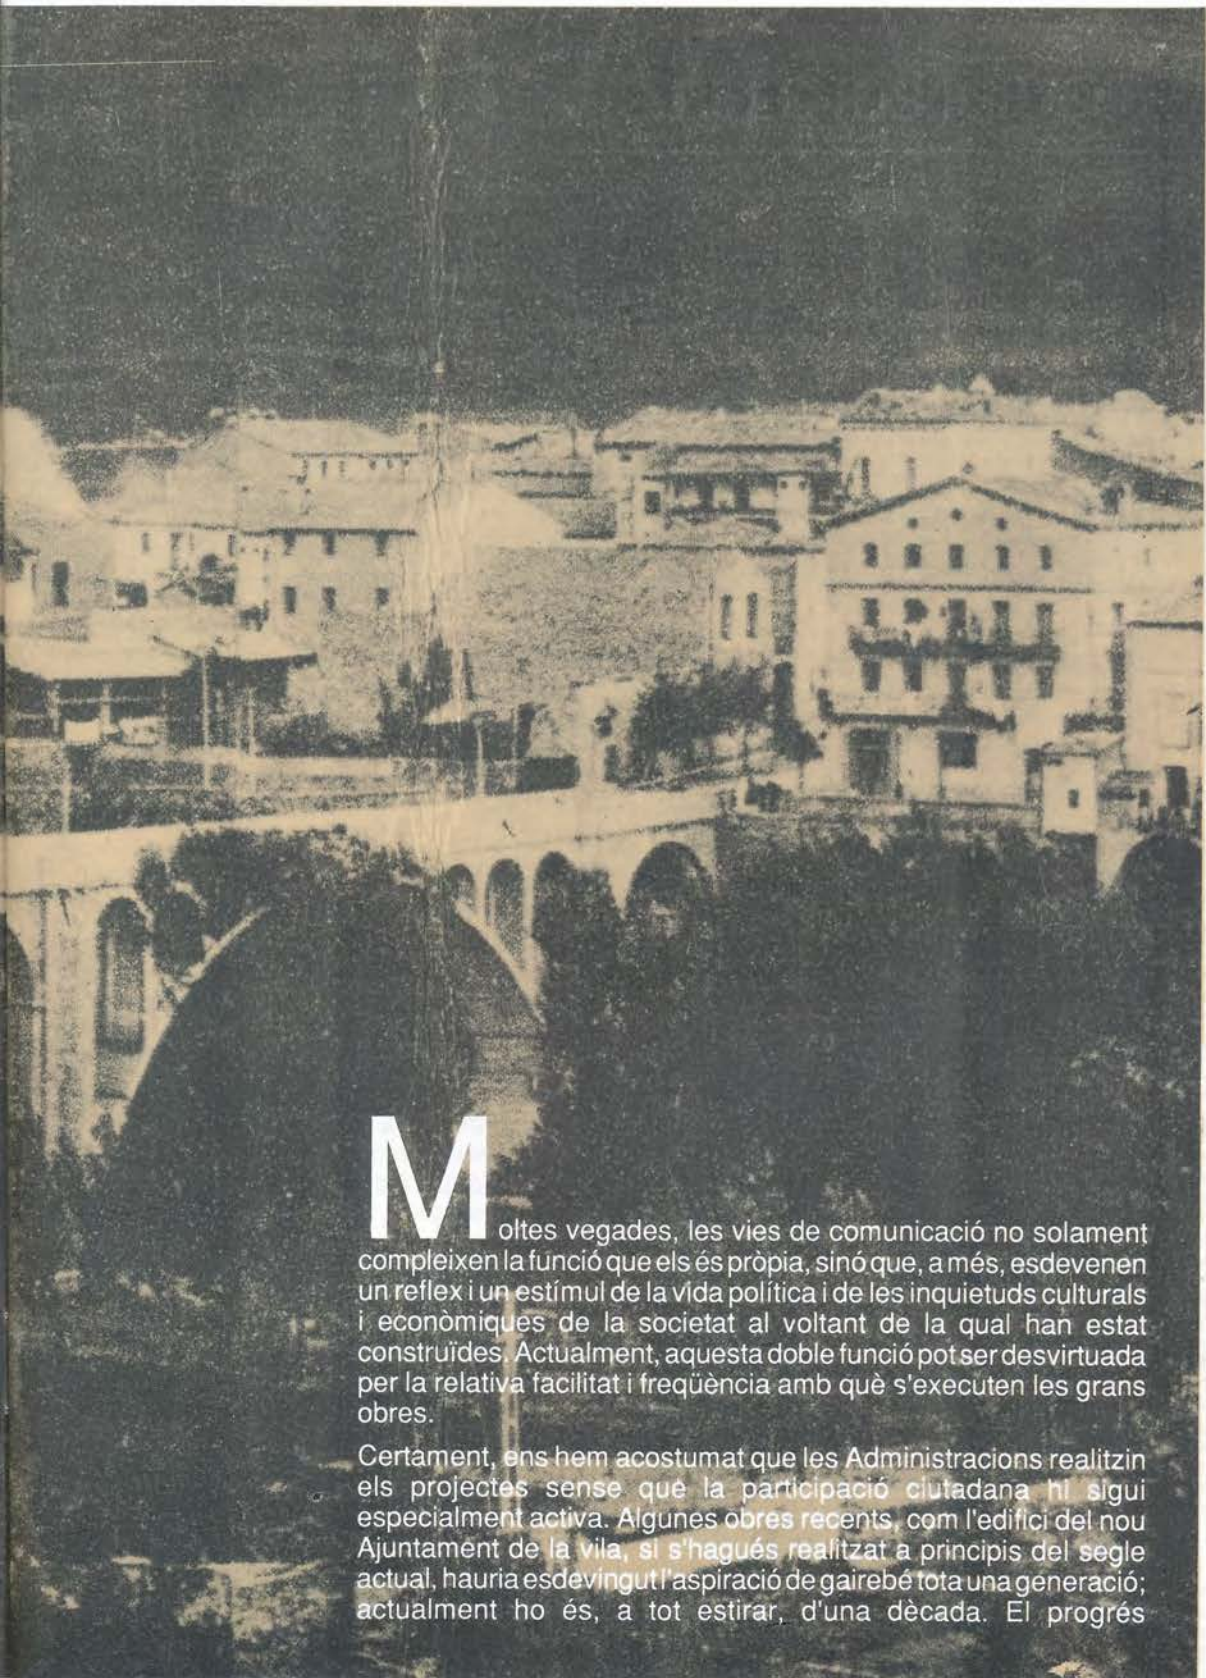 Moltes vegades, les vies de comunicació no solament
compleixen la funció que els és pròpia, sinó que, a més, esdevenen
un reflex i un estímul de la vida política i de les inquietuds culturals
i econòmiques de la societat al voltant de la qual han estat
construïdes. Actualment, aquesta doble funció pot ser desvirtuada
per la relativa facilitat i freqüència amb què s'executen les grans
obres.
Certament, ens hem acostumat que les Administracions realitzin
els projectes sense que la participació ciutadana hi sigui
especialment activa. Algunes obres recents, com l'edifici del nou
Ajuntament de la vila, si s'hagués realitzat a principis del segle
actual, hauria esdevingut l'aspiració de gairebé tota una generació;
actualment ho és, a tot estirar, d'una dècada. El progrés